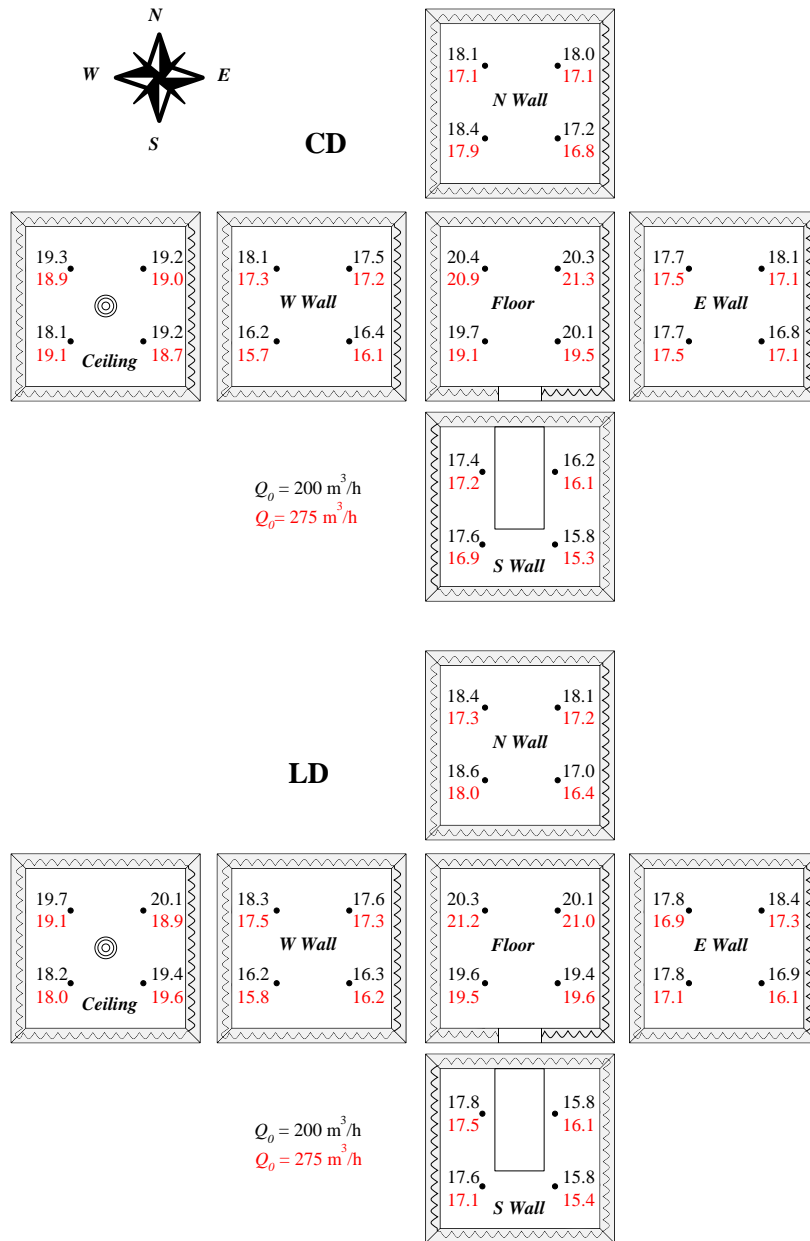 N
W E
S
CD
18.1 18.0
17.1 17.1
N Wall
18.4 17.2
17.9 16.8
19.3 19.2
18.9 19.0
18.1 19.2
19.1 18.7
Ceiling
18.1 17.5
17.3 17.2
W Wall
16.2 16.4
15.7 16.1
20.4 20.3
20.9 21.3
Floor
19.7 20.1
19.1 19.5
17.7 18.1
17.5 17.1
E Wall
17.7 16.8
17.5 17.1
Q₀ = 200 m³/h
Q₀= 275 m³/h
17.4 16.2
17.2 16.1
17.6 15.8
16.9 15.3
S Wall
LD
18.4 18.1
17.3 17.2
N Wall
18.6 17.0
18.0 16.4
19.7 20.1
19.1 18.9
18.2 19.4
18.0 19.6
Ceiling
18.3 17.6
17.5 17.3
W Wall
16.2 16.3
15.8 16.2
20.3 20.1
21.2 21.0
Floor
19.6 19.4
19.5 19.6
17.8 18.4
16.9 17.3
E Wall
17.8 16.9
17.1 16.1
Q₀ = 200 m³/h
Q₀ = 275 m³/h
17.8 15.8
17.5 16.1
17.6 15.8
17.1 15.4
S Wall